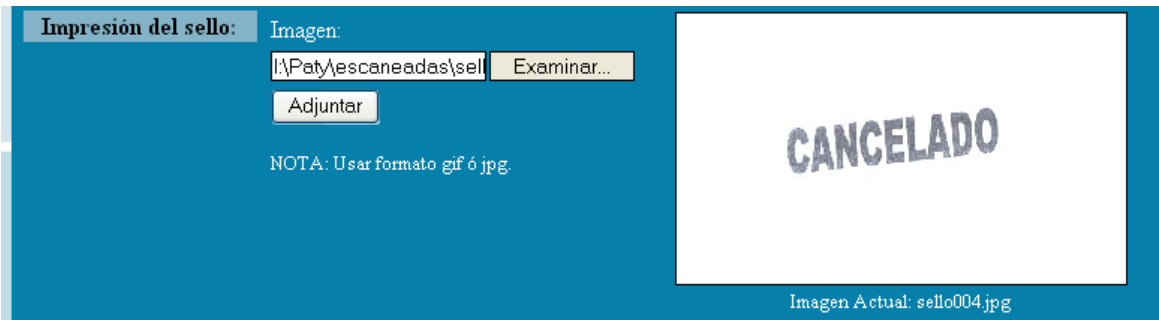 Impresión del sello:
Imagen:
I:\Paty\escaneadas\sell
Examinar...
Adjuntar
NOTA: Usar formato gif ó jpg.
CANCELADO
Imagen Actual: sello004.jpg